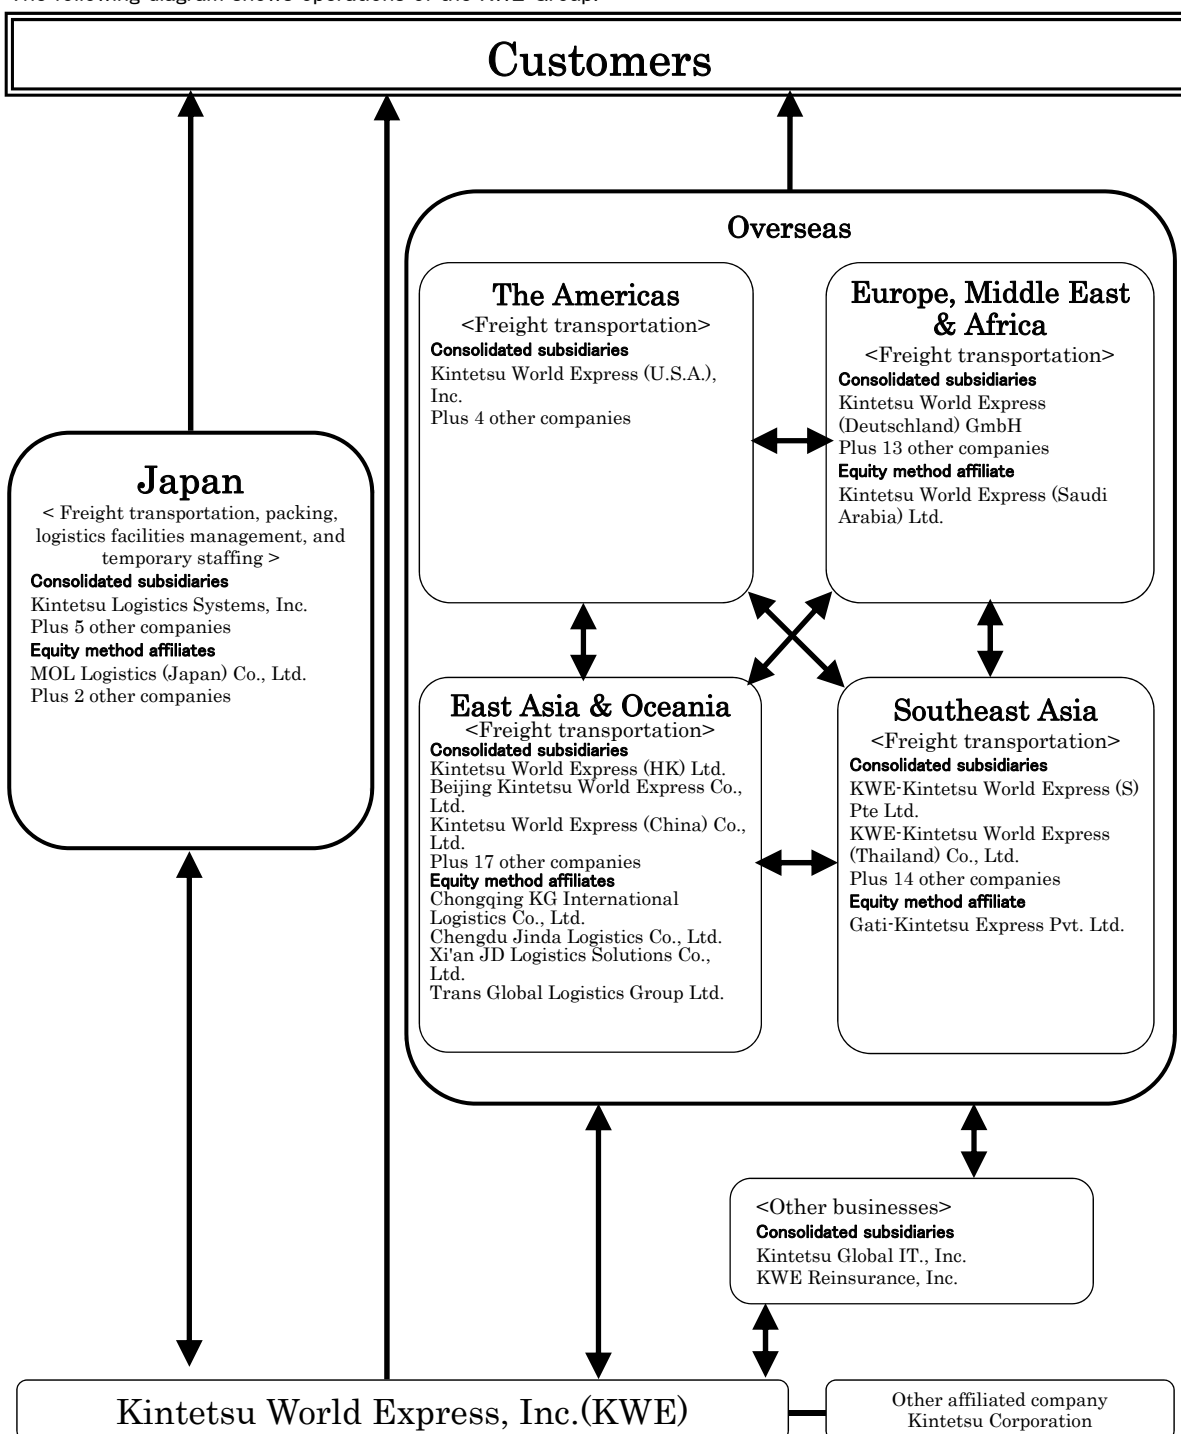 The following diagram shows operations of the KWE Group.
Customers
Overseas
The Americas
<Freight transportation>
Consolidated subsidiaries
Kintetsu World Express (U.S.A.),
Inc.
Plus 4 other companies
Europe, Middle East
& Africa
<Freight transportation>
Consolidated subsidiaries
Kintetsu World Express
(Deutschland) GmbH
Plus 13 other companies
Equity method affiliate
Kintetsu World Express (Saudi
Arabia) Ltd.
Japan
< Freight transportation, packing,
logistics facilities management, and
temporary staffing >
Consolidated subsidiaries
Kintetsu Logistics Systems, Inc.
Plus 5 other companies
Equity method affiliates
MOL Logistics (Japan) Co., Ltd.
Plus 2 other companies
East Asia & Oceania
<Freight transportation>
Consolidated subsidiaries
Kintetsu World Express (HK) Ltd.
Beijing Kintetsu World Express Co.,
Ltd.
Kintetsu World Express (China) Co.,
Ltd.
Plus 17 other companies
Equity method affiliates
Chongqing KG International
Logistics Co., Ltd.
Chengdu Jinda Logistics Co., Ltd.
Xi'an JD Logistics Solutions Co.,
Ltd.
Trans Global Logistics Group Ltd.
Southeast Asia
<Freight transportation>
Consolidated subsidiaries
KWE-Kintetsu World Express (S)
Pte Ltd.
KWE-Kintetsu World Express
(Thailand) Co., Ltd.
Plus 14 other companies
Equity method affiliate
Gati-Kintetsu Express Pvt. Ltd.
<Other businesses>
Consolidated subsidiaries
Kintetsu Global IT., Inc.
KWE Reinsurance, Inc.
Kintetsu World Express, Inc.(KWE)
Other affiliated company
Kintetsu Corporation